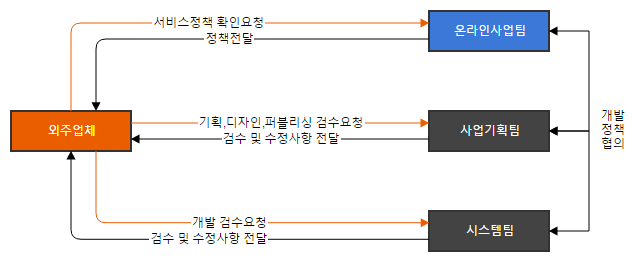 서비스정책 확인요청
정책전달
온라인사업팀
외주업체
기획,디자인,퍼블리싱 검수요청
검수 및 수정사항 전달
사업기획팀
개발
정책
협의
개발 검수요청
검수 및 수정사항 전달
시스템팀